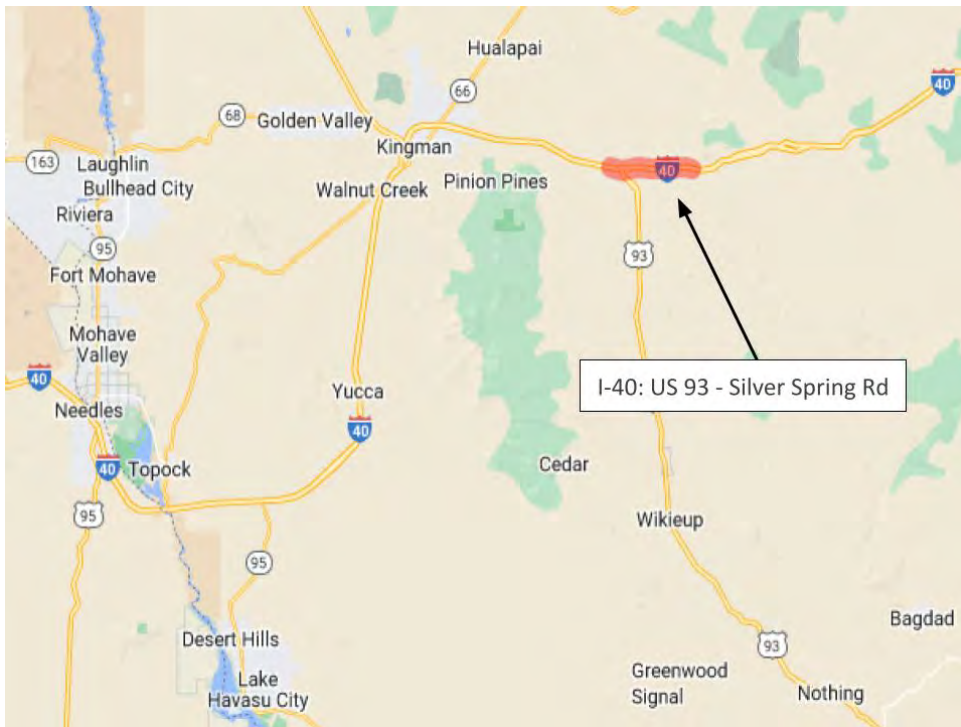 Hualapai
66
40
68
Golden Valley
163
Kingman
Laughlin
Bullhead City
Walnut Creek
Pinion Pines
40
Riviera
95
93
Fort Mohave
Mohave
Valley
40
I-40: US 93 - Silver Spring Rd
Yucca
Needles
40
Topock
40
Cedar
95
Wikieup
95
Bagdad
Desert Hills
93
Greenwood
Signal
Lake
Havasu City
Nothing